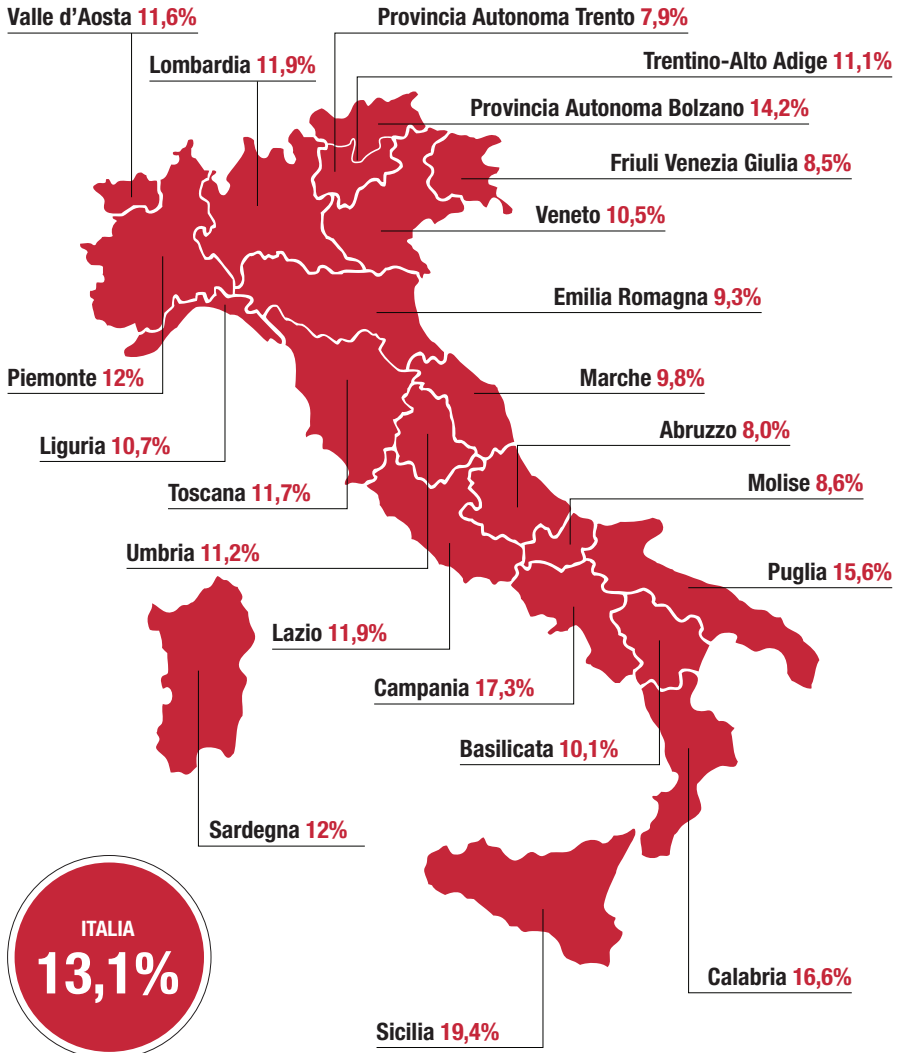 Valle d’Aosta 11,6%
Provincia Autonoma Trento 7,9%
Lombardia 11,9%
Trentino-Alto Adige 11,1%
Provincia Autonoma Bolzano 14,2%
Friuli Venezia Giulia 8,5%
Veneto 10,5%
Emilia Romagna 9,3%
Piemonte 12%
Marche 9,8%
Liguria 10,7%
Abruzzo 8,0%
Toscana 11,7%
Molise 8,6%
Umbria 11,2%
Puglia 15,6%
Lazio 11,9%
Campania 17,3%
Basilicata 10,1%
Sardegna 12%
ITALIA
13,1%
Calabria 16,6%
Sicilia 19,4%